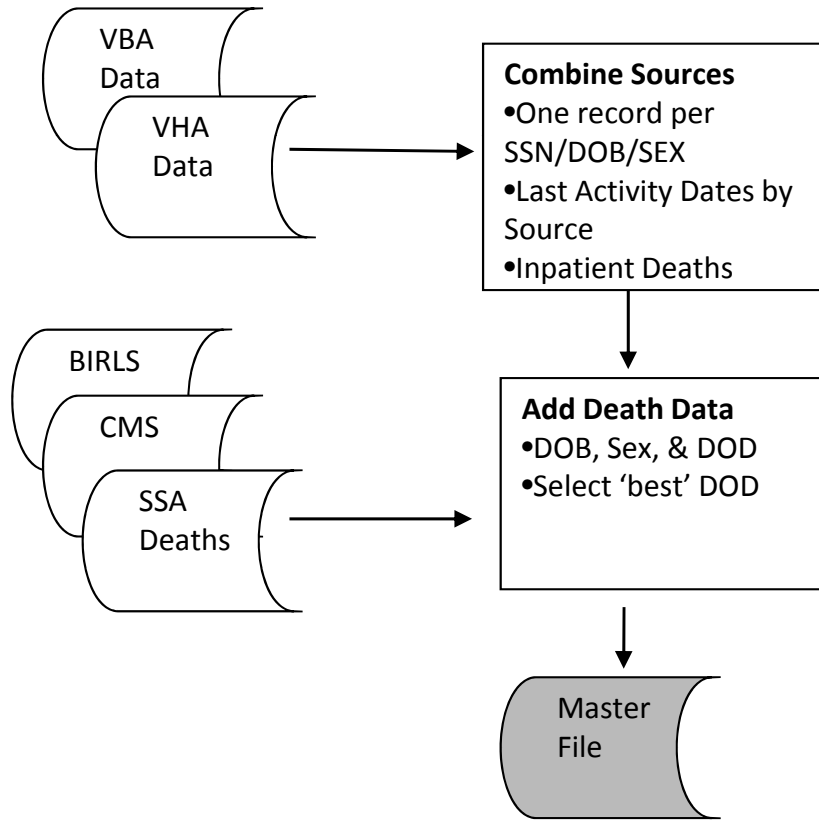 VBA
Data
VHA
Data
Combine Sources
•One record per
SSN/DOB/SEX
•Last Activity Dates by
Source
•Inpatient Deaths
BIRLS
CMS
SSA
Deaths
Add Death Data
•DOB, Sex, & DOD
•Select ‘best’ DOD
Master
File